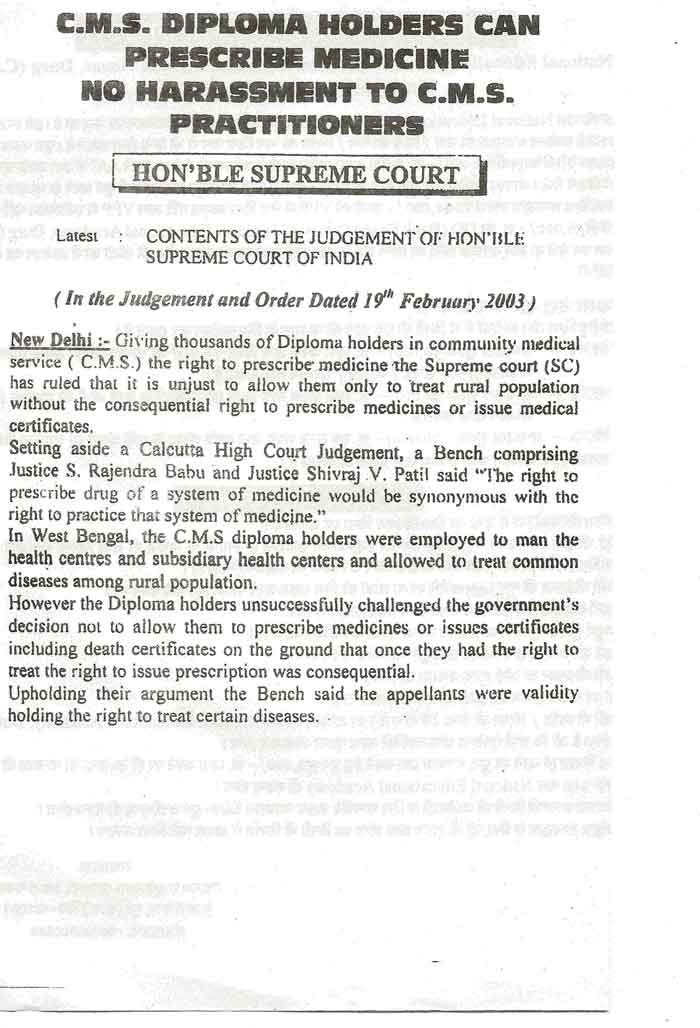 C.M.S. DIPLOMA HOLDERS CAN
PRESCRIBE MEDICINE
NO HARASSMENT TO C.M.S.
PRACTITIONERS
HON'BLE SUPREME COURT
Latest : CONTENTS OF THE JUDGEMENT OF HON'BLE
SUPREME COURT OF INDIA
( In the Judgement and Order Dated 19th February 2003 )
New Delhi :- Giving thousands of Diploma holders in community medical
service ( C.M.S.) the right to prescribe medicine the Supreme court (SC)
has ruled that it is unjust to allow them only to treat rural population
without the consequential right to prescribe medicines or issue medical
certificates.
Setting aside a Calcutta High Court Judgement, a Bench comprising
Justice S. Rajendra Babu and Justice Shivraj V. Patil said "The right to
prescribe drug of a system of medicine would be synonymous with the
right to practice that system of medicine."
In West Bengal, the C.M.S diploma holders were employed to man the
health centres and subsidiary health centers and allowed to treat common
diseases among rural population.
However the Diploma holders unsuccessfully challenged the government's
decision not to allow them to prescribe medicines or issues certificates
including death certificates on the ground that once they had the right to
treat the right to issue prescription was consequential.
Upholding their argument the Bench said the appellants were validity
holding the right to treat certain diseases.